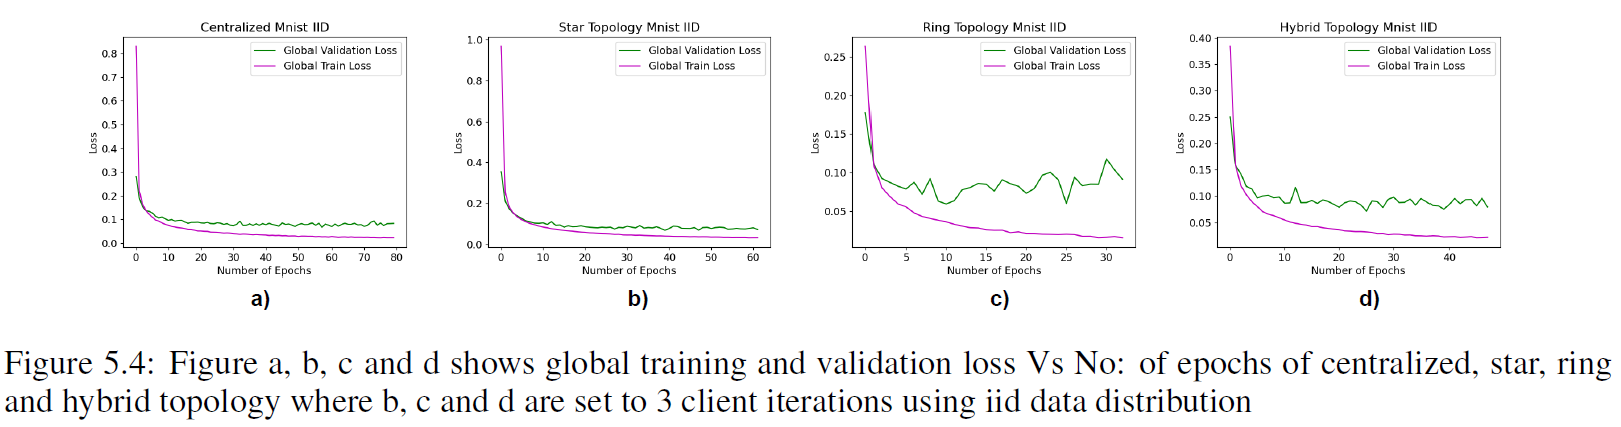 Centralized Mnist IID
Global Validation Loss
Global Train Loss
0.8
0.7
0.6
0.5
0.4
0.3
0.2
0.1
0.0
Loss
0 10 20 30 40 50 60 70 80
Number of Epochs
a)
Star Topology Mnist IID
Global Validation Loss
Global Train Loss
1.0
0.8
0.6
0.4
0.2
0.0
Loss
0 10 20 30 40 50 60
Number of Epochs
b)
Ring Topology Mnist IID
Global Validation Loss
Global Train Loss
0.25
0.20
0.15
0.10
0.05
Loss
0 5 10 15 20 25 30
Number of Epochs
c)
Hybrid Topology Mnist IID
Global Validation Loss
Global Train Loss
0.40
0.35
0.30
0.25
0.20
0.15
0.10
0.05
Loss
0 10 20 30 40
Number of Epochs
d)
Figure 5.4: Figure a, b, c and d shows global training and validation loss Vs No: of epochs of centralized, star, ring
and hybrid topology where b, c and d are set to 3 client iterations using iid data distribution